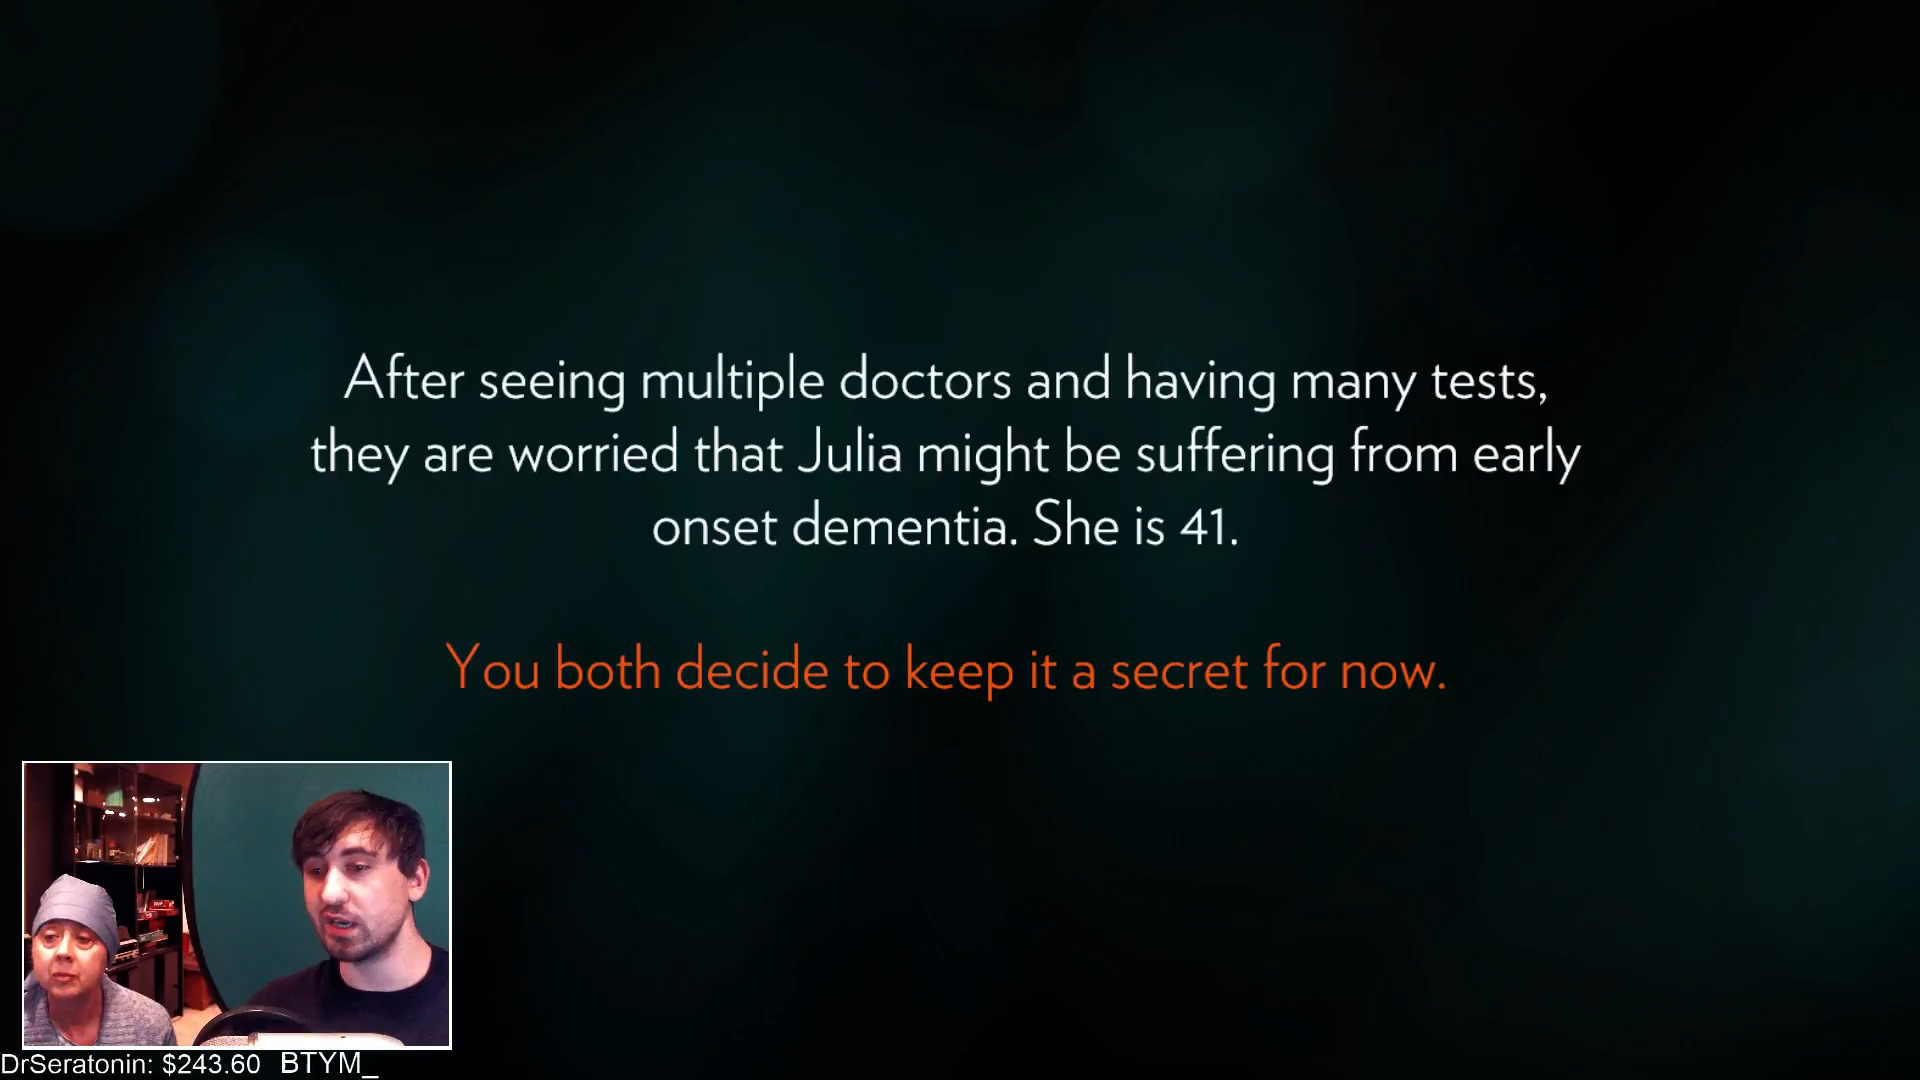 After seeing multiple doctors and having many tests,
they are worried that Julia might be suffering from early
onset dementia. She is 41.
You both decide to keep it a secret for now.
DrSeratonin: $243.60 BTYM_